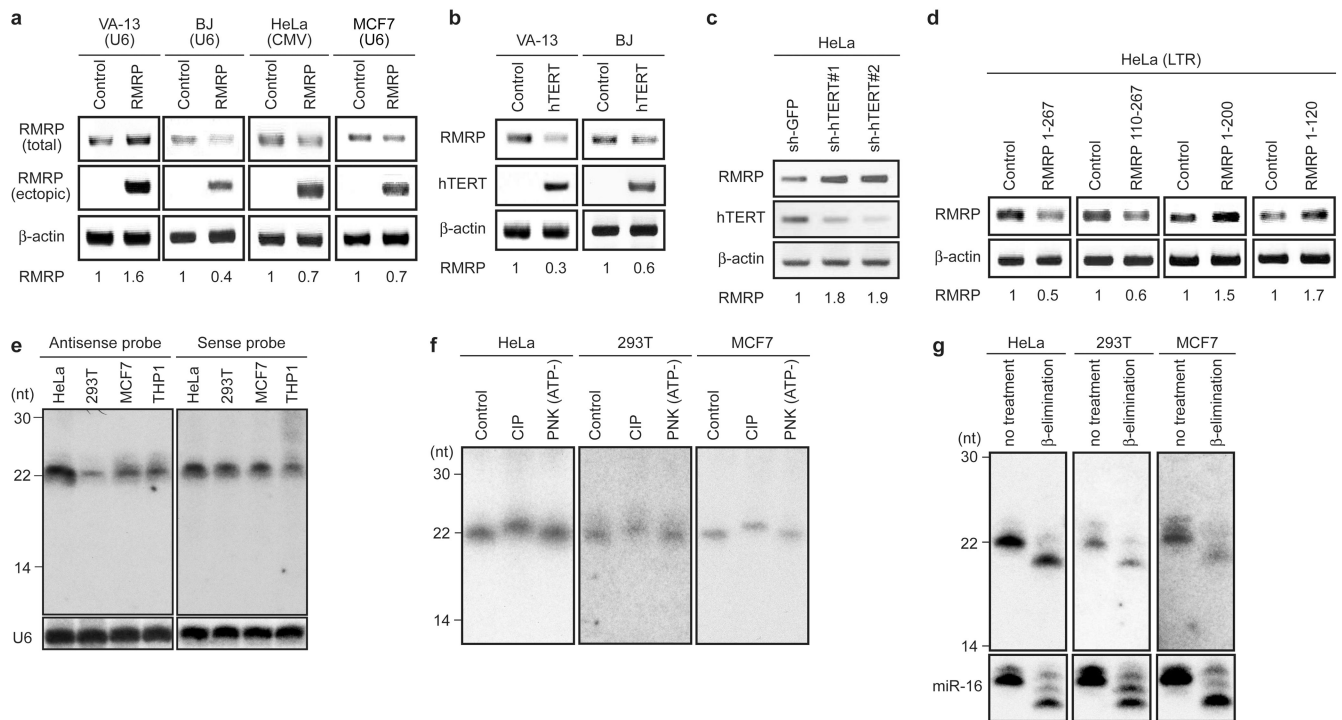 a
VA-13 (U6) BJ (U6) HeLa (CMV) MCF7 (U6)
Control RMRP Control RMRP Control RMRP Control RMRP
RMRP (total)
RMRP (ectopic)
β-actin
RMRP 1 1.6 1 0.4 1 0.7 1 0.7
b
VA-13 BJ
Control hTERT Control hTERT
RMRP
hTERT
β-actin
RMRP 1 0.3 1 0.6
c
HeLa
sh-GFP sh-hTERT#1 sh-hTERT#2
RMRP
hTERT
β-actin
RMRP 1 1.8 1.9
d
HeLa (LTR)
Control RMRP 1-267 Control RMRP 110-267 Control RMRP 1-200 Control RMRP 1-120
RMRP
β-actin
RMRP 1 0.5 1 0.6 1 1.5 1 1.7
e
Antisense probe Sense probe
(nt) HeLa 293T MCF7 THP1 HeLa 293T MCF7 THP1
30
22
14
U6
f
HeLa 293T MCF7
Control CIP PNK (ATP-) Control CIP PNK (ATP-) Control CIP PNK (ATP-)
(nt)
30
22
14
g
HeLa 293T MCF7
no treatment β-elimination no treatment β-elimination no treatment β-elimination
(nt)
30
22
14
miR-16